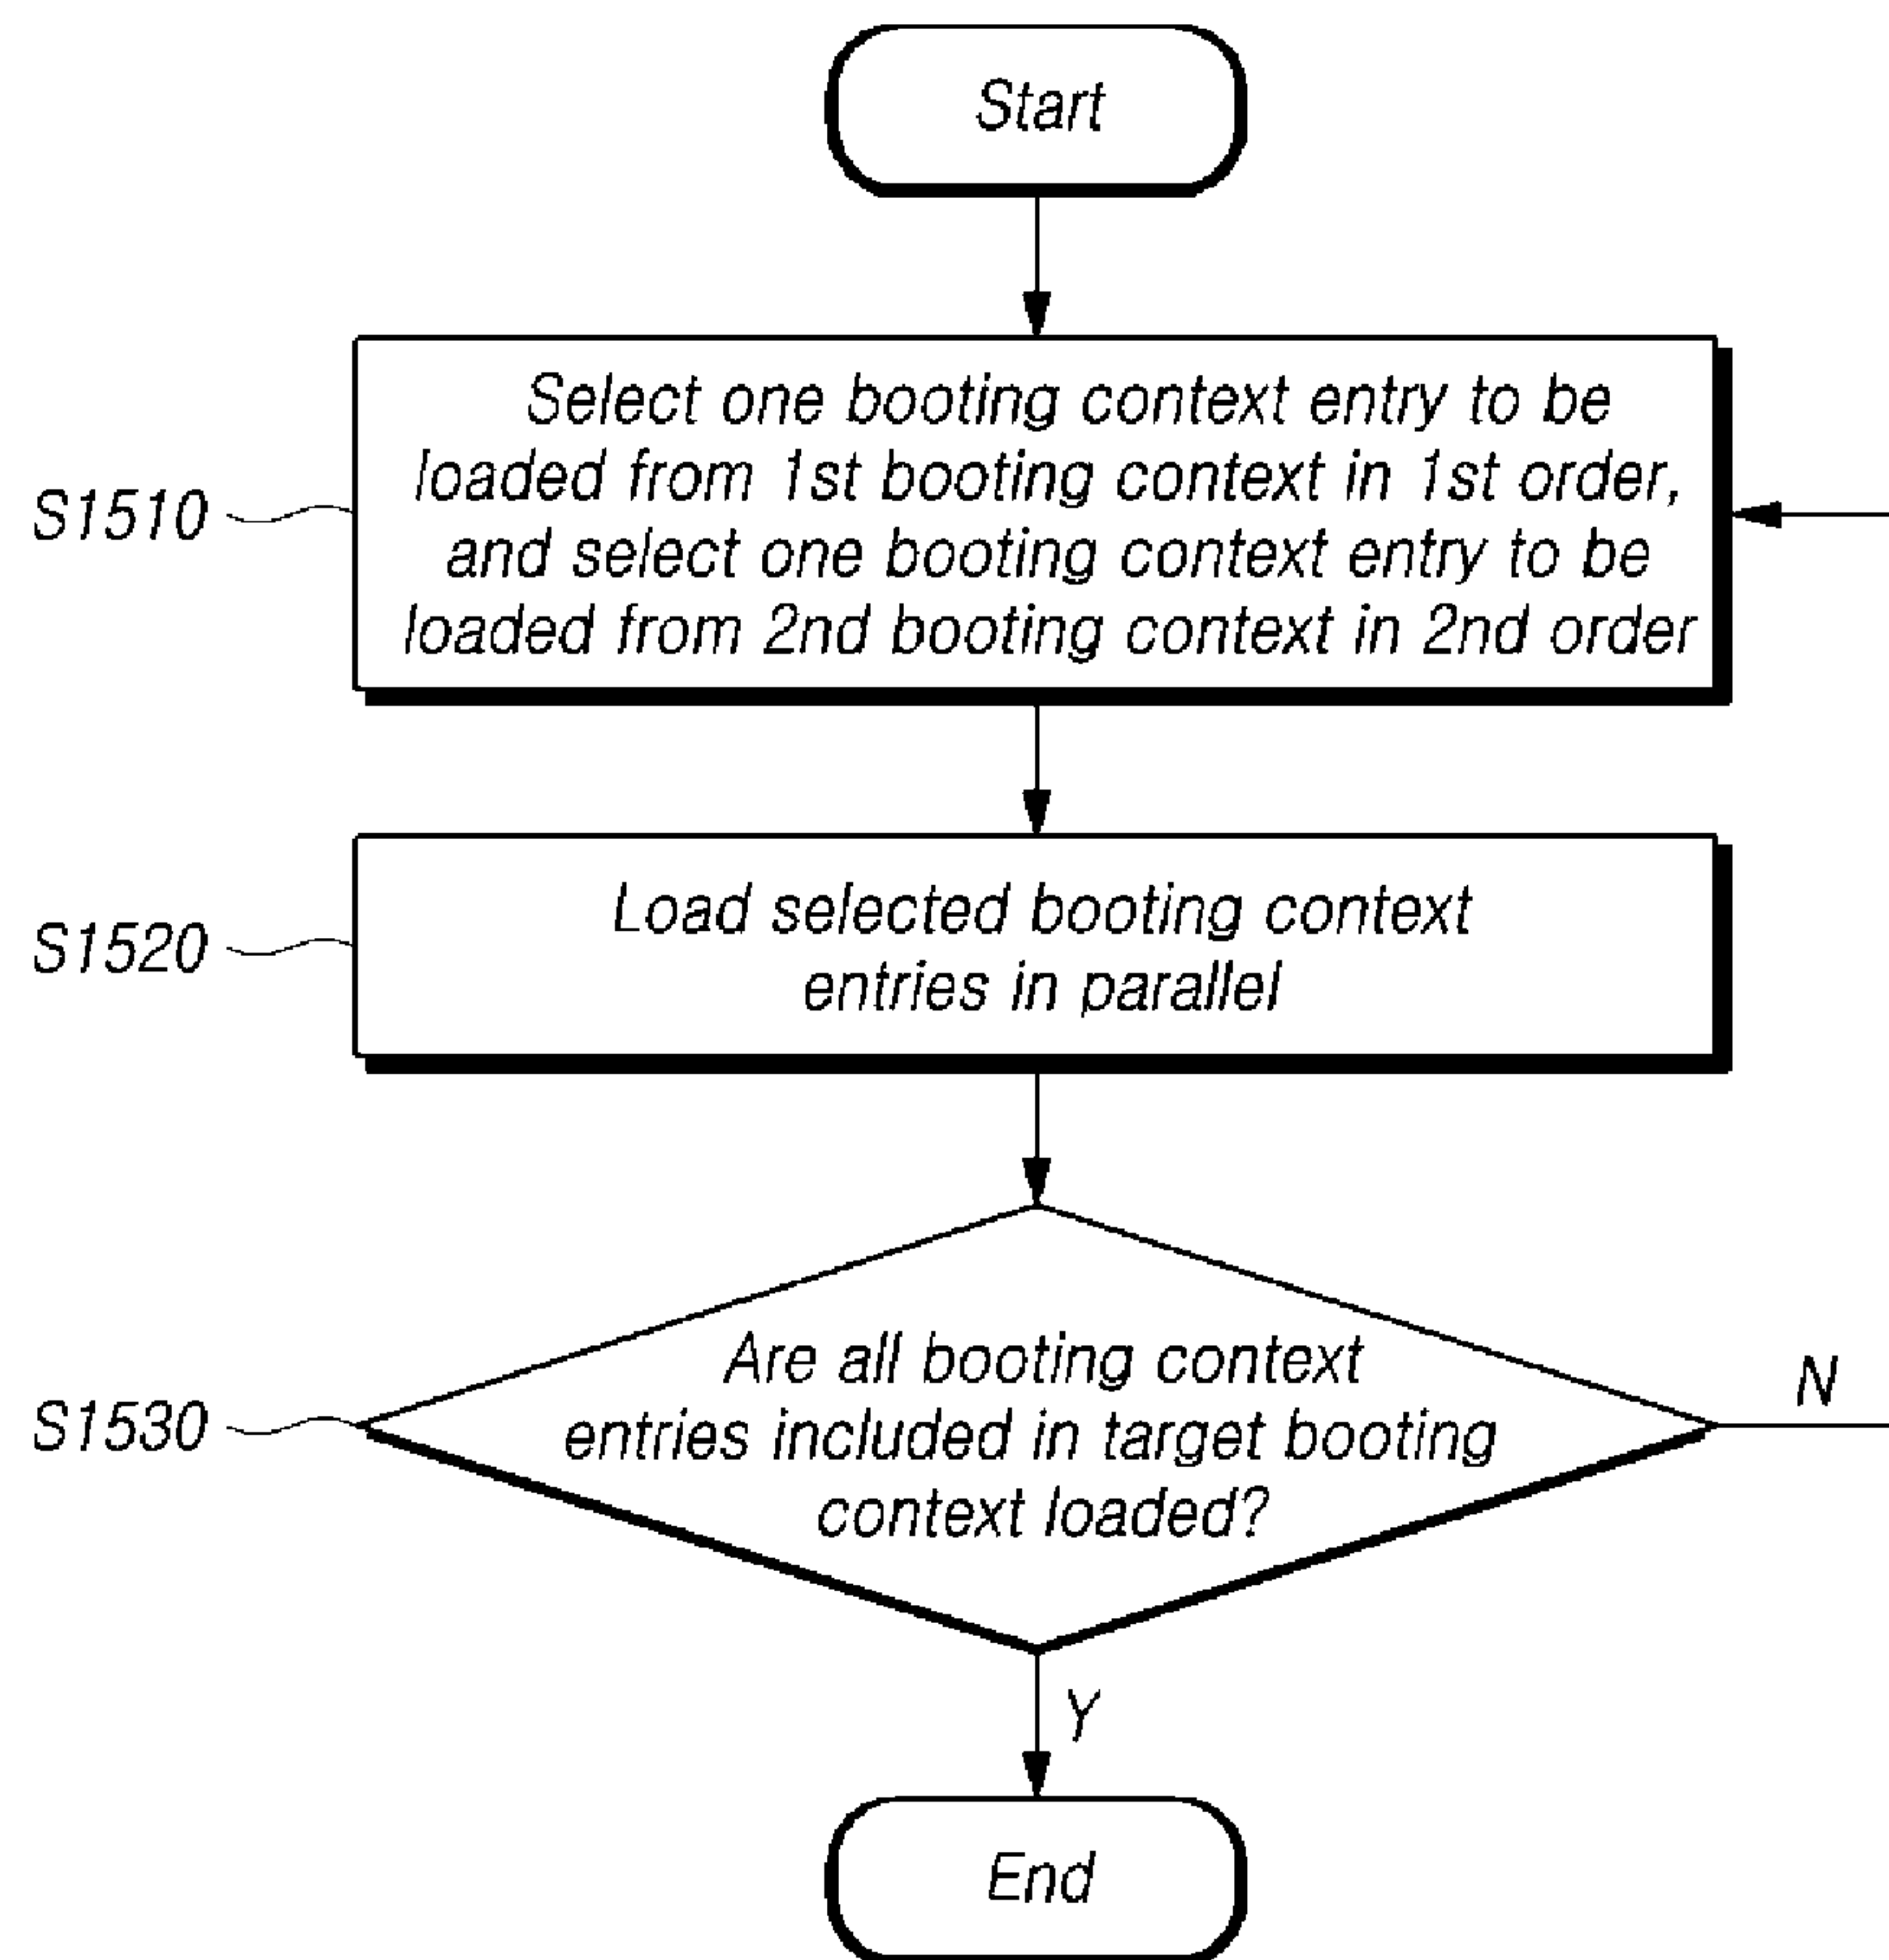 Start
Select one booting context entry to be
loaded from 1st booting context in 1st order,
and select one booting context entry to be
loaded from 2nd booting context in 2nd order
S1510
Load selected booting context
entries in parallel
S1520
Are all booting context
entries included in target booting
context loaded?
S1530
N
Y
End